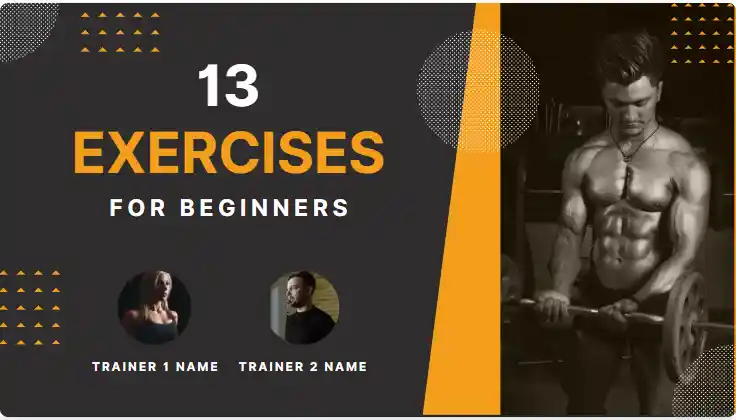 13
EXERCISES
FOR BEGINNERS
TRAINER 1 NAME TRAINER 2 NAME